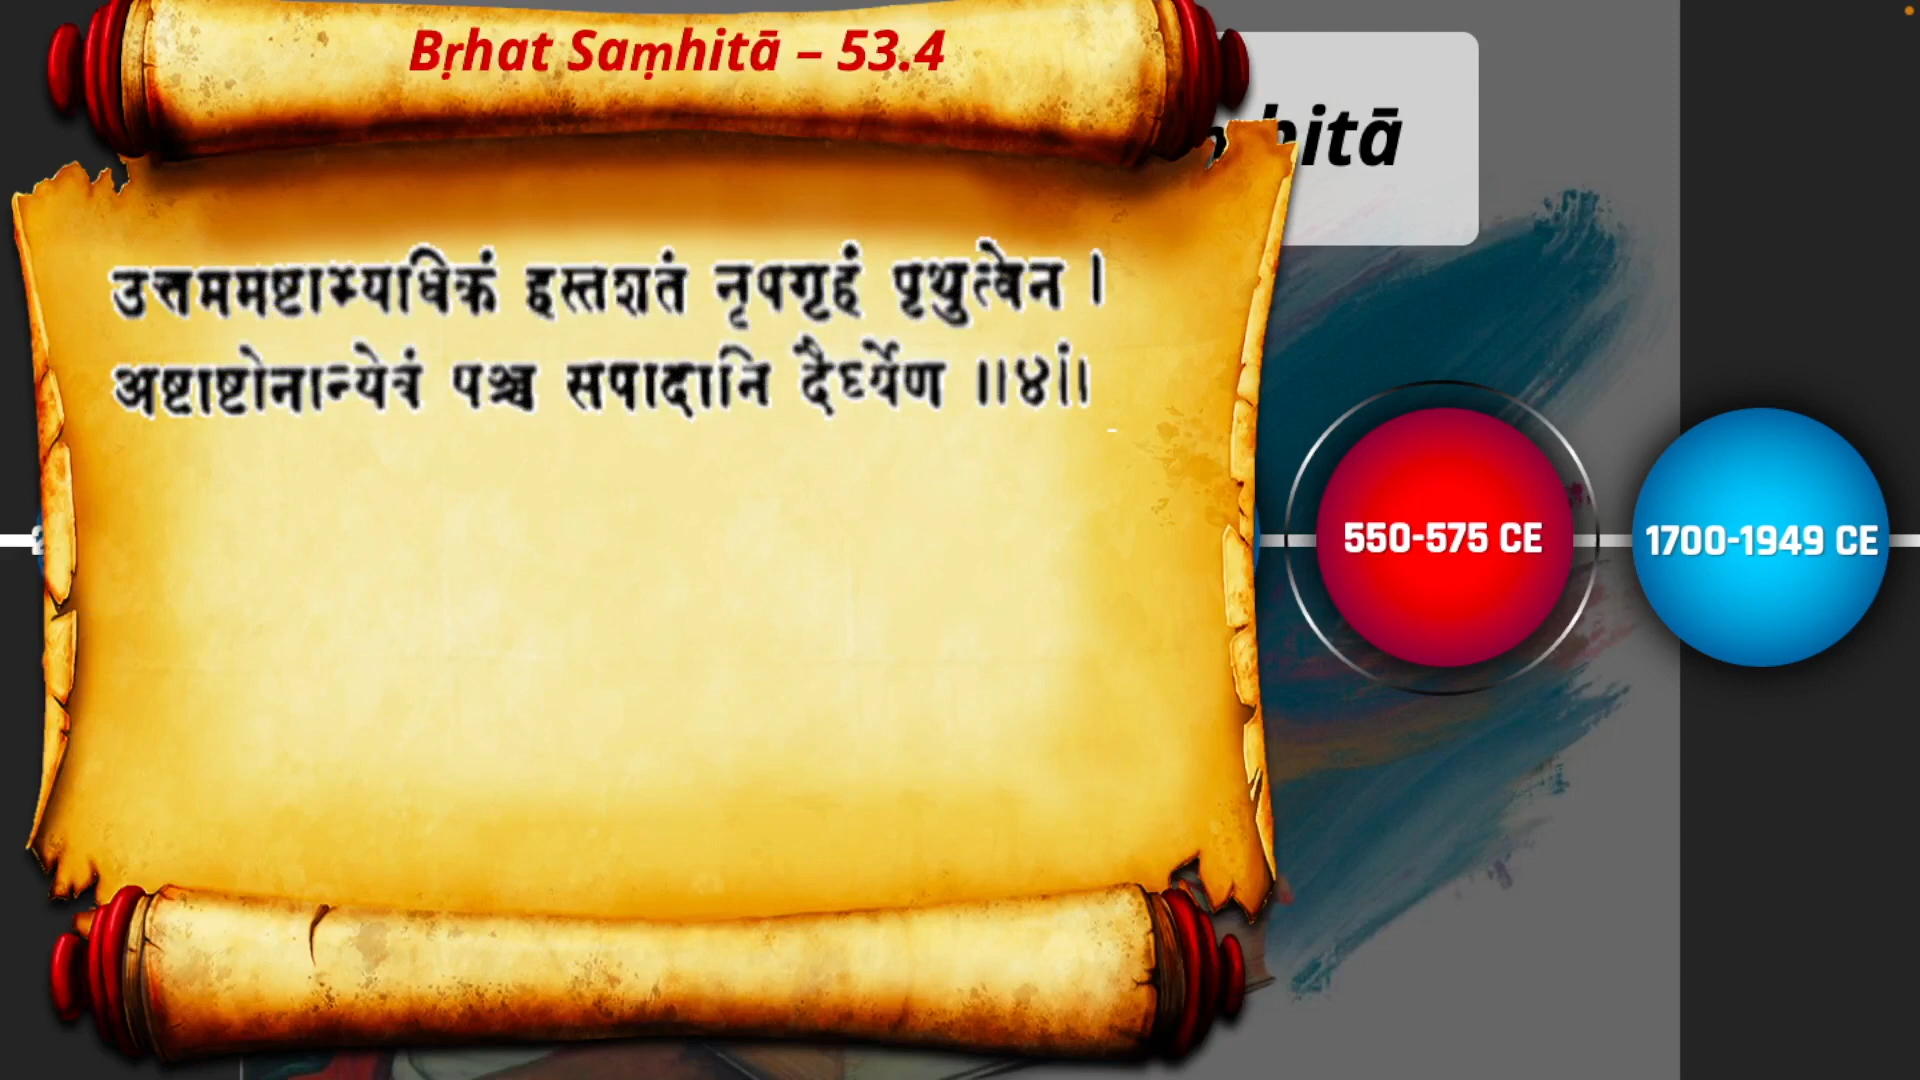 Bṛhat Saṃhitā – 53.4
उत्तममष्टाभ्यधिकं हस्तशतं नृपगृहं पृथुत्वेन ।
अष्टाष्टोनान्येवं पञ्च सपादानि दैर्घ्येण ॥४॥
hitā
550-575 CE
1700-1949 CE